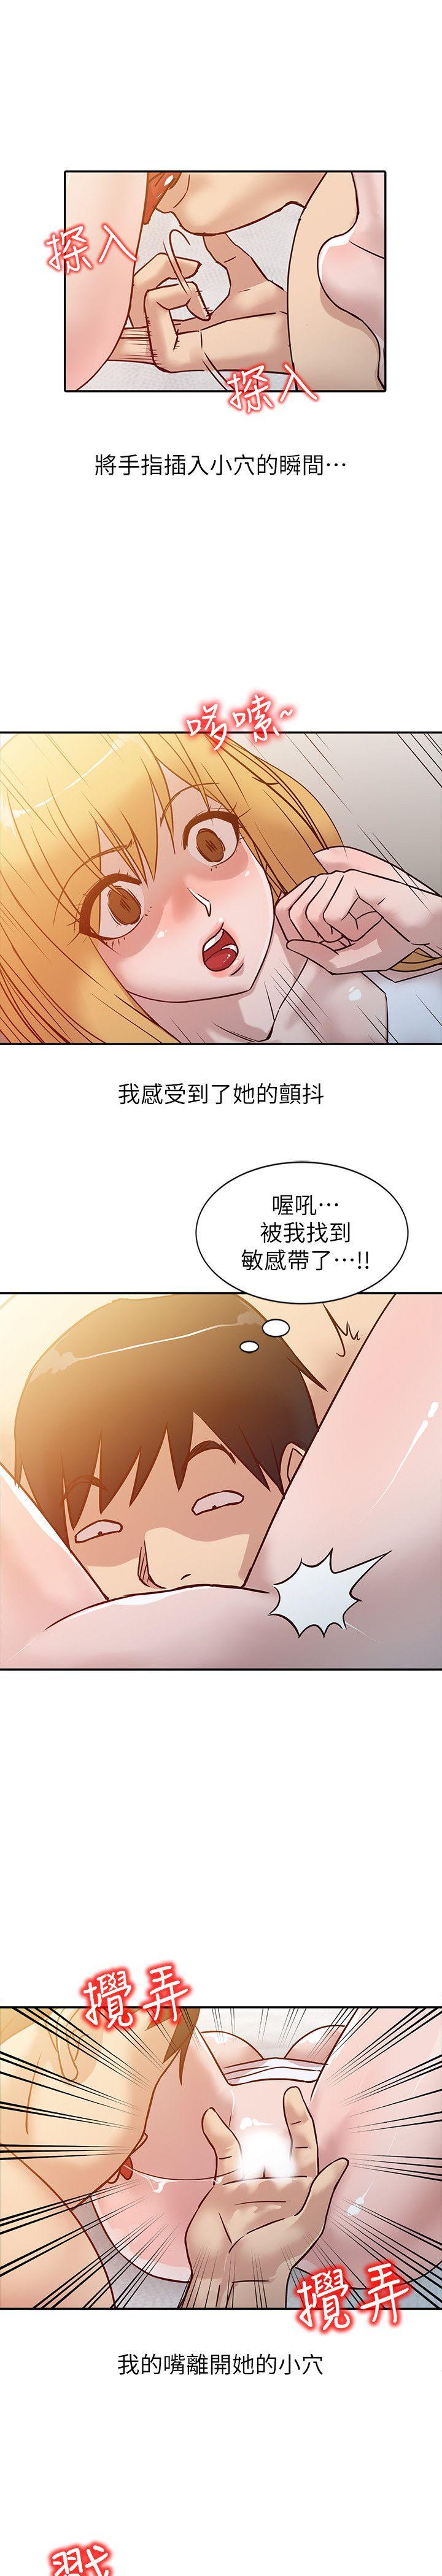 探入
探入
將手指插入小穴的瞬間⋯
哆嗦~
我感受到了她的顫抖
喔吼⋯
被我找到
敏感帶了⋯!!
攪弄
攪弄
我的嘴離開她的小穴